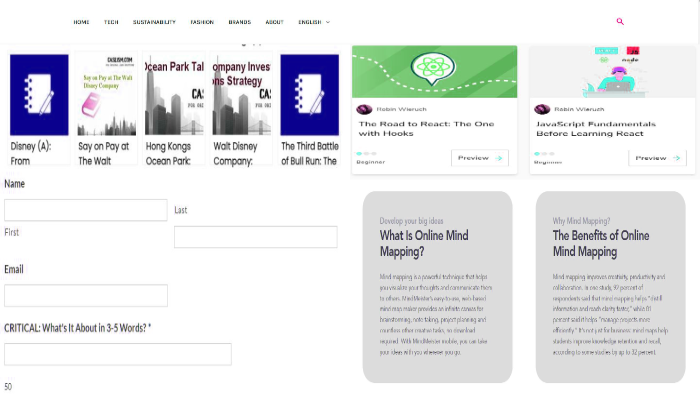 HOME TECH SUSTAINABILITY FASHION BRANDS ABOUT ENGLISH
Ocean Park Tal
ompany Inves
ns Strategy
CASLISM.COM
Say on Pay at The Walt
Disney Company
CAS
FOR
CAS
FOR
Disney (A):
From
Say on Pay at
The Walt
Hong Kongs
Ocean Park:
Walt Disney
Company:
The Third Battle
of Bull Run: The
Name
First
Last
Email
CRITICAL: What's It About in 3-5 Words? *
50
Robin Wieruch
The Road to React: The One
with Hooks
Beginner
Preview
JS
node
Robin Wieruch
JavaScript Fundamentals
Before Learning React
Beginner
Preview
Develop your big ideas
What Is Online Mind
Mapping?
Mind mapping is a powerful technique that helps
you visualize your thoughts and communicate them
to others. MindMeister's easy-to-use, web-based
mind map maker provides an infinite canvas for
brainstorming, note taking, project planning and
countless other creative tasks, no download
required. With MindMeister mobile, you can take
your ideas with you wherever you go.
Why Mind Mapping?
The Benefits of Online
Mind Mapping
Mind mapping improves creativity, productivity and
collaboration. In one study, 92 percent of
respondents said that mind mapping helps "distill
information and reach clarity faster," while 81
percent said it helps "manage projects more
efficiently." It's not just for business: mind maps help
students improve knowledge retention and recall,
according to some studies by up to 32 percent.